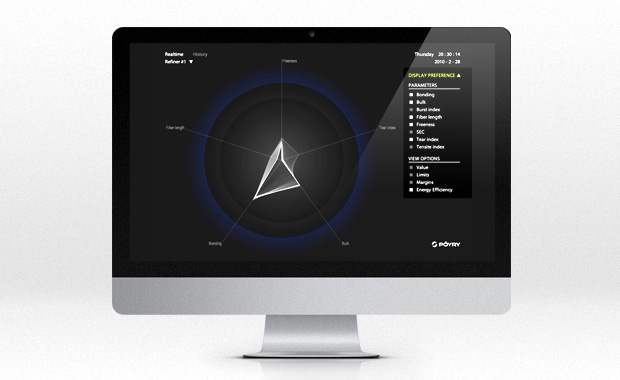 Realtime History
Refiner #1 ▼
Thursday 20 : 30 : 14
2010 - 2 - 28
DISPLAY PREFERENCE ▲
PARAMETERS
Bonding
Bulk
Burst index
Fiber length
Freeness
SEC
Tear index
Tensite index
VIEW OPTIONS
Value
Limits
Margins
Energy Efficiency
Freeness
Fiber length
Tear index
Bonding
Bulk
PÖYRY